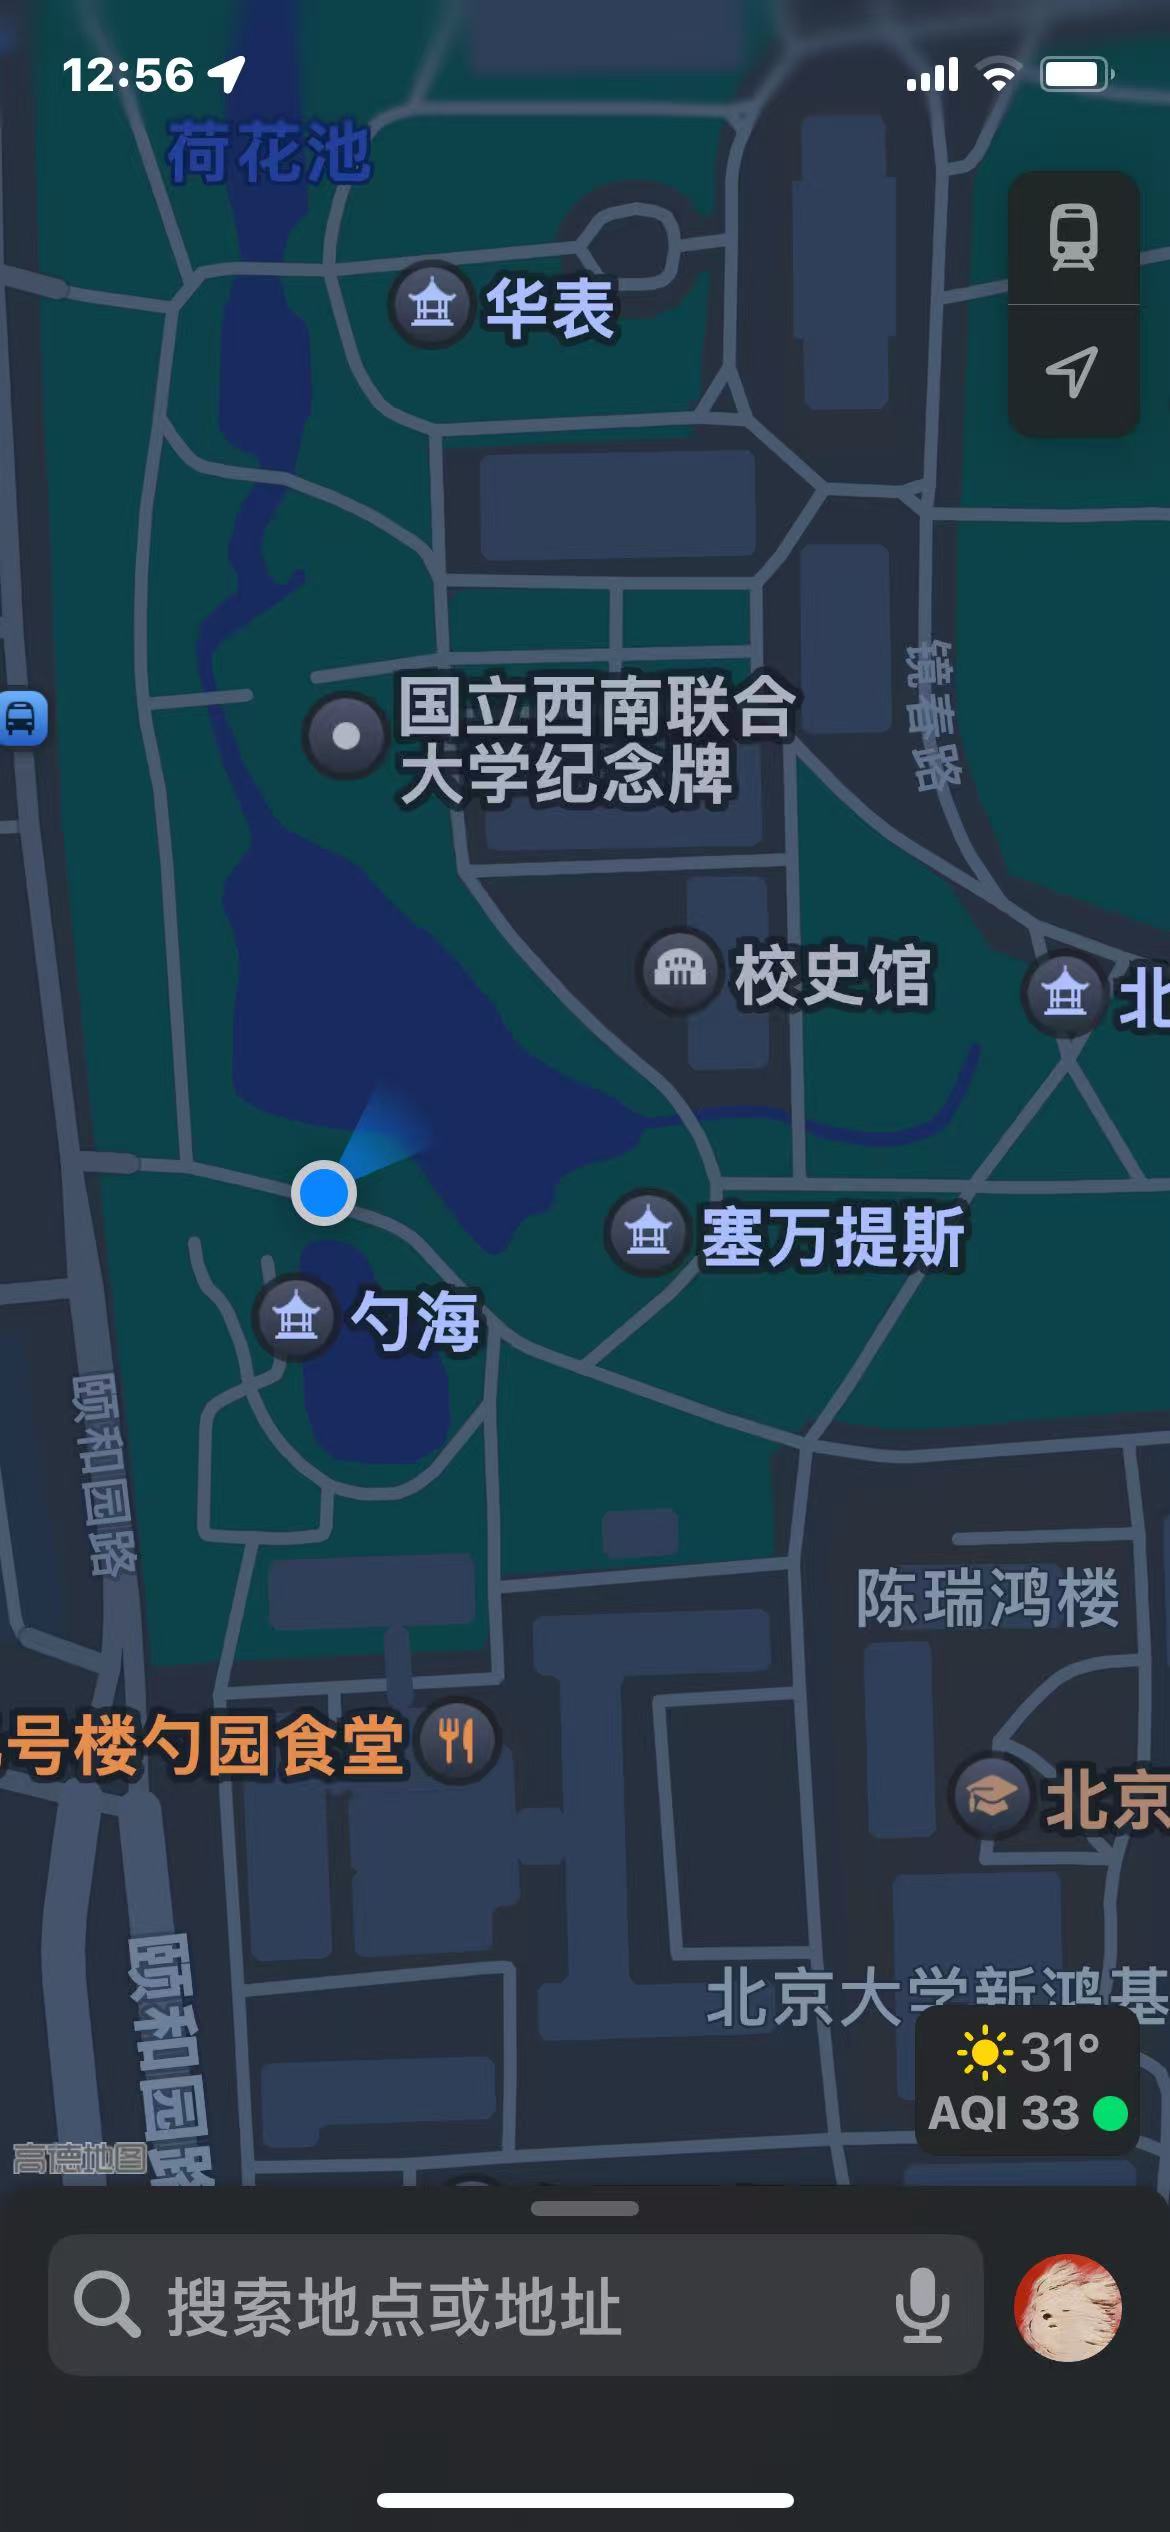 12:56
荷花池
华表
国立西南联合
大学纪念牌
镜春路
校史馆
北
塞万提斯
勺海
颐和园路
陈瑞鸿楼
号楼勺园食堂
北京
颐和园路
北京大学新鸿基
31°
AQI 33
高德地图
搜索地点或地址